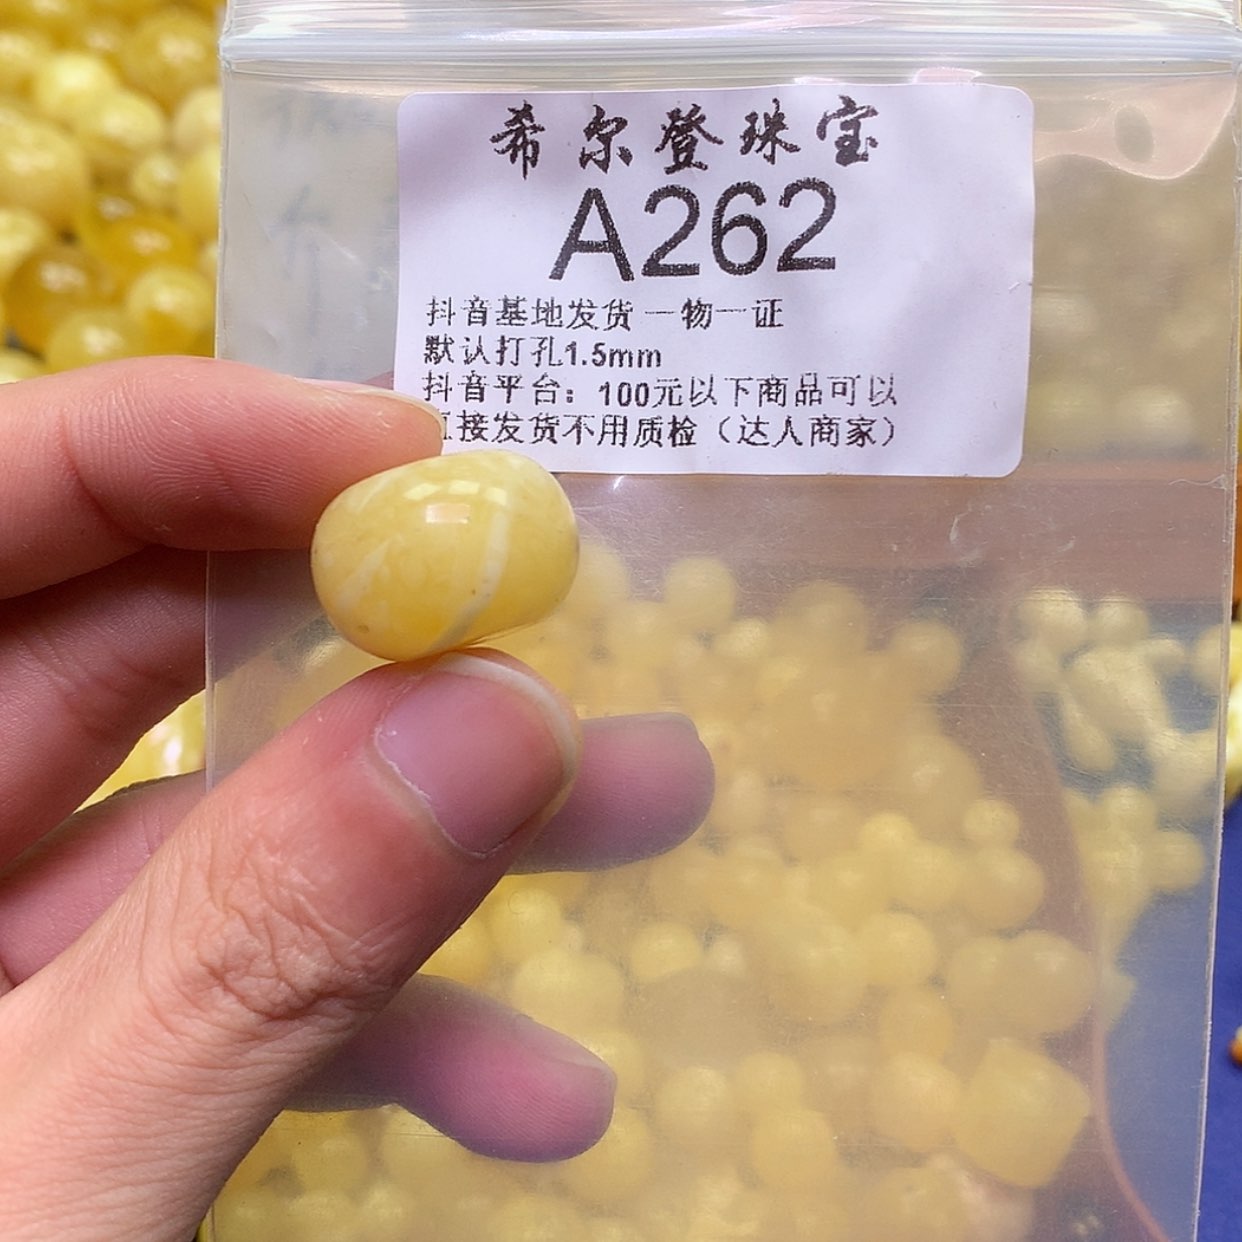 希尔登珠宝
A262
抖音基地发货 一物一证
默认打孔1.5mm
抖音平台：100元以下商品可以
接发货不用质检（达人商家）